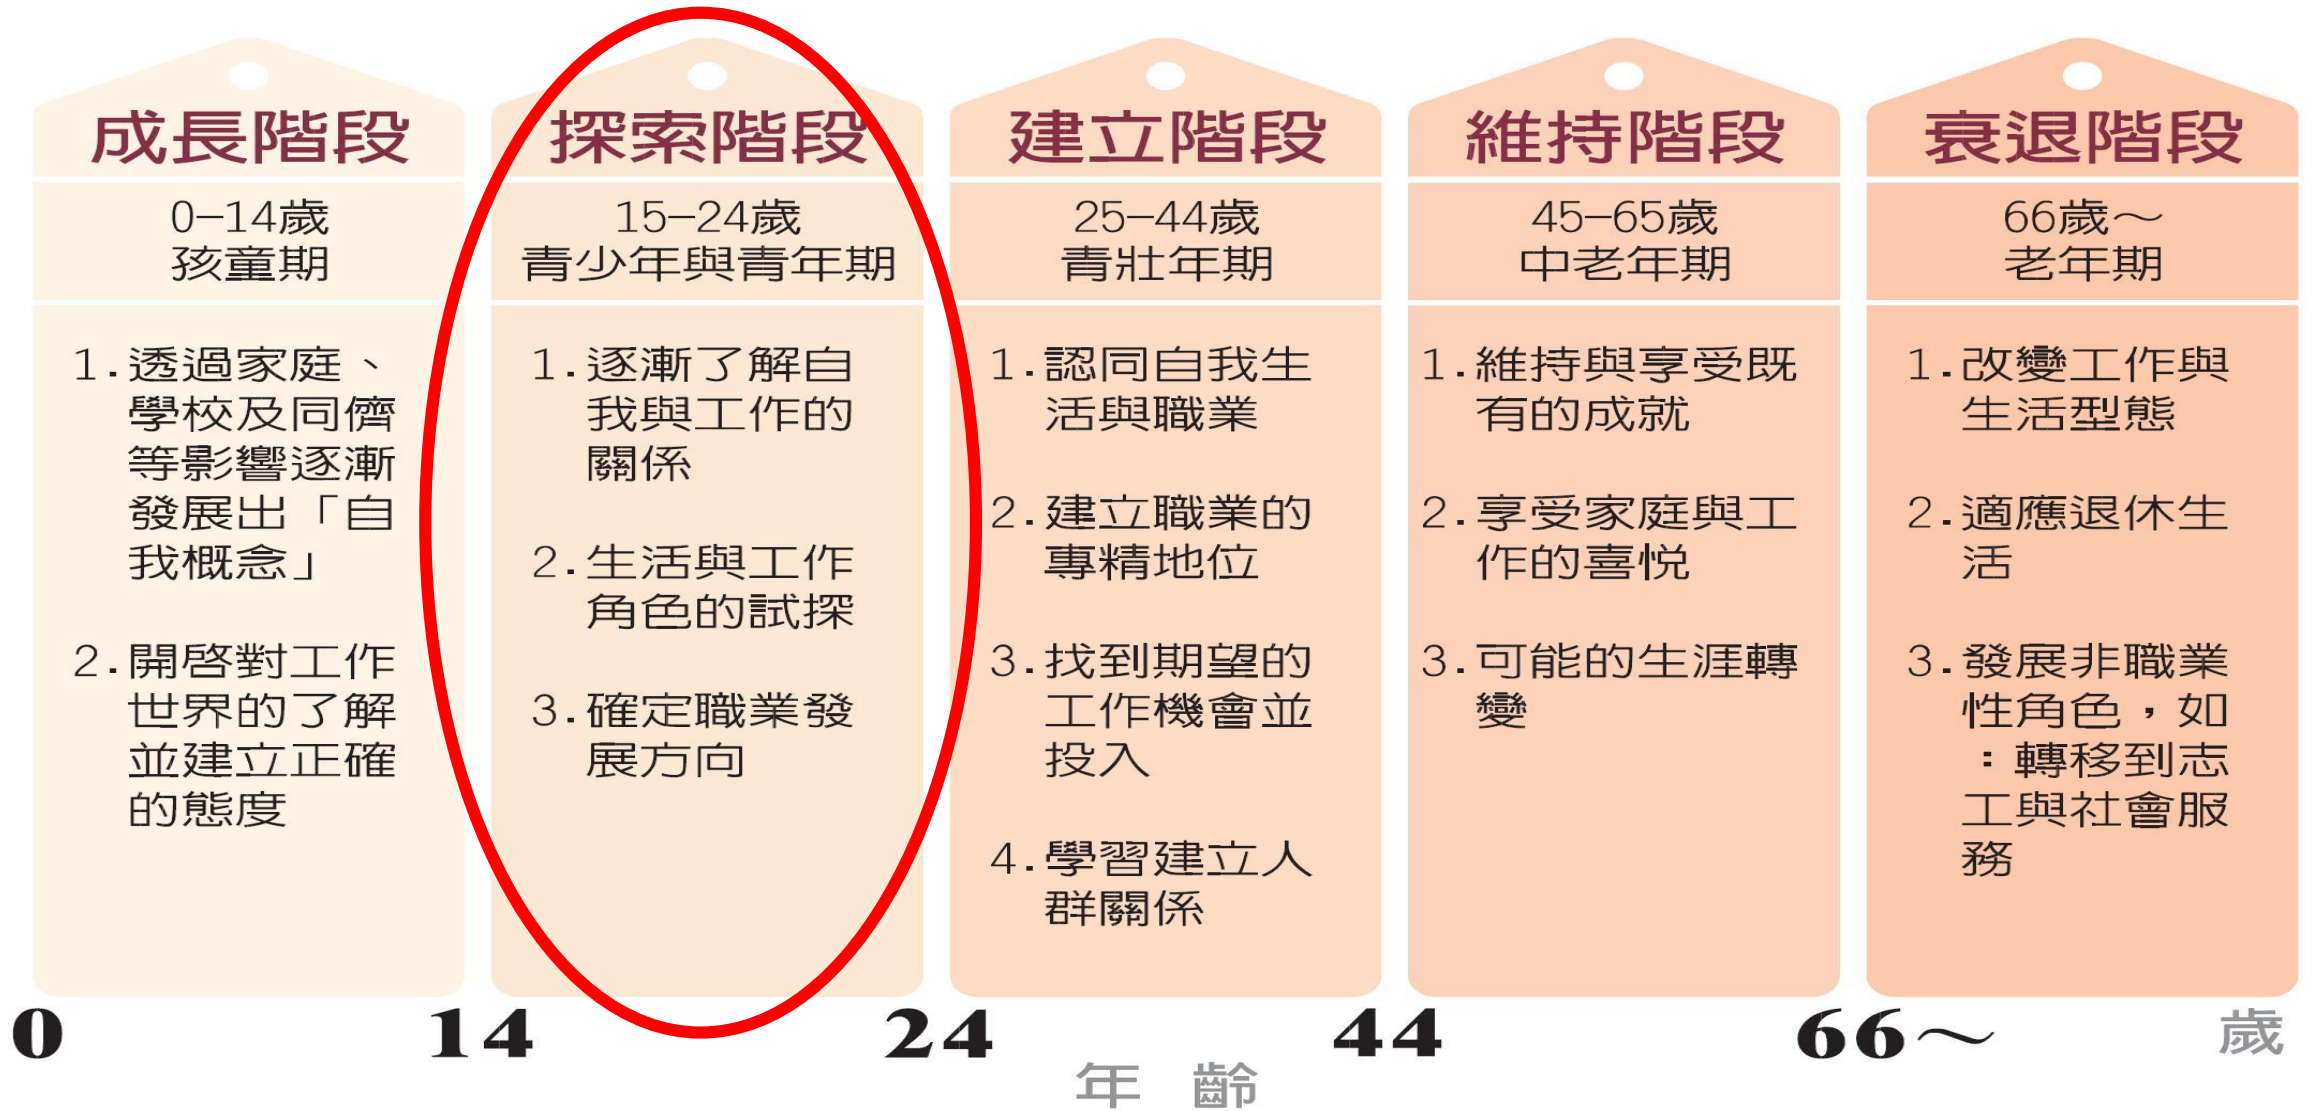 成長階段
0–14歲
孩童期
1.透過家庭、
學校及同儕
等影響逐漸
發展出「自
我概念」
2.開啓對工作
世界的了解
並建立正確
的態度
探索階段
15–24歲
青少年與青年期
1.逐漸了解自
我與工作的
關係
2.生活與工作
角色的試探
3.確定職業發
展方向
建立階段
25–44歲
青壯年期
1.認同自我生
活與職業
2.建立職業的
專精地位
3.找到期望的
工作機會並
投入
4.學習建立人
群關係
維持階段
45–65歲
中老年期
1.維持與享受既
有的成就
2.享受家庭與工
作的喜悅
3.可能的生涯轉
變
衰退階段
66歲～
老年期
1.改變工作與
生活型態
2.適應退休生
活
3.發展非職業
性角色，如
：轉移到志
工與社會服
務
0 14 24 44 66～ 歲
年 齡